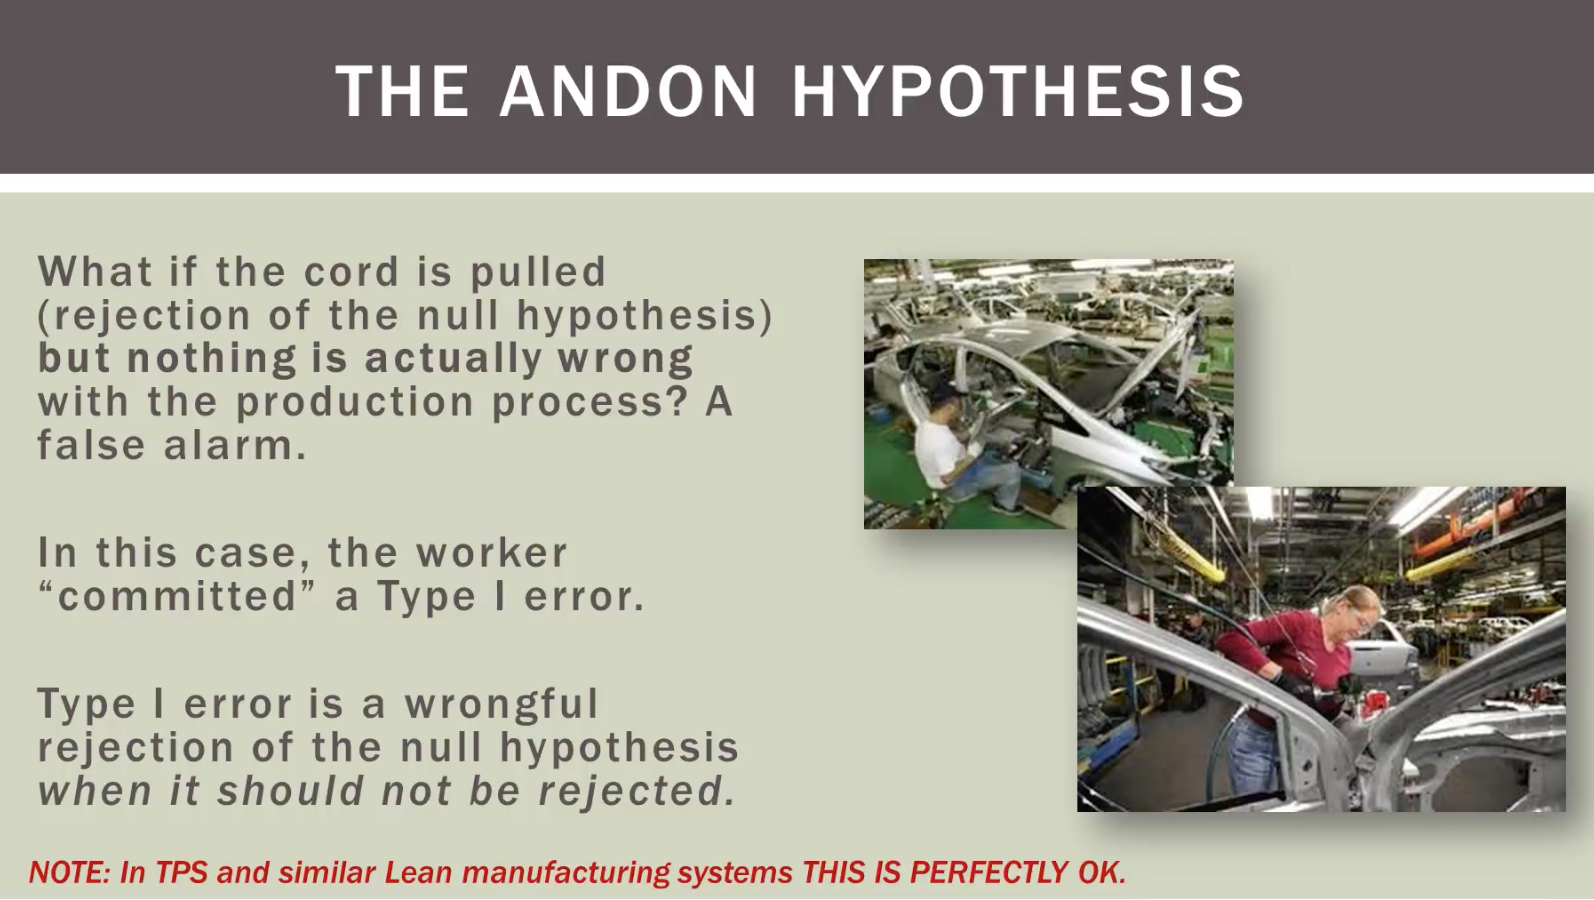 THE ANDON HYPOTHESIS
What if the cord is pulled
(rejection of the null hypothesis)
but nothing is actually wrong
with the production process? A
false alarm.
In this case, the worker
“committed” a Type I error.
Type I error is a wrongful
rejection of the null hypothesis
when it should not be rejected.
NOTE: In TPS and similar Lean manufacturing systems THIS IS PERFECTLY OK.